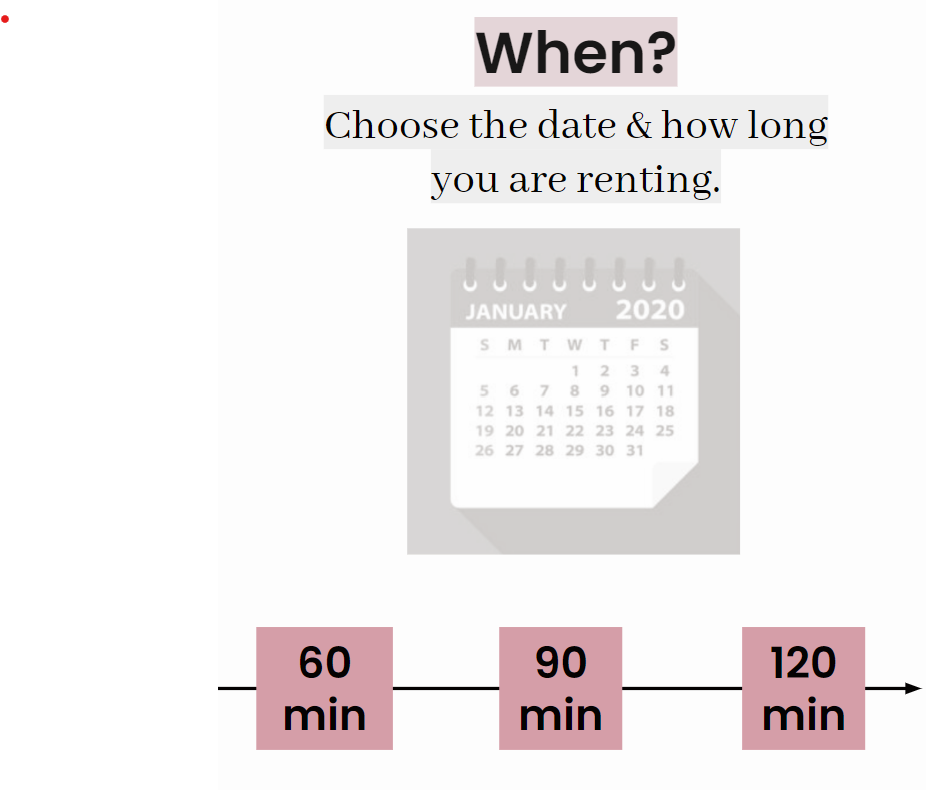 When?
Choose the date & how long
you are renting.
JANUARY 2020
S M T W T F S
1 2 3 4
5 6 7 8 9 10 11
12 13 14 15 16 17 18
19 20 21 22 23 24 25
26 27 28 29 30 31
60 90 120
min min min